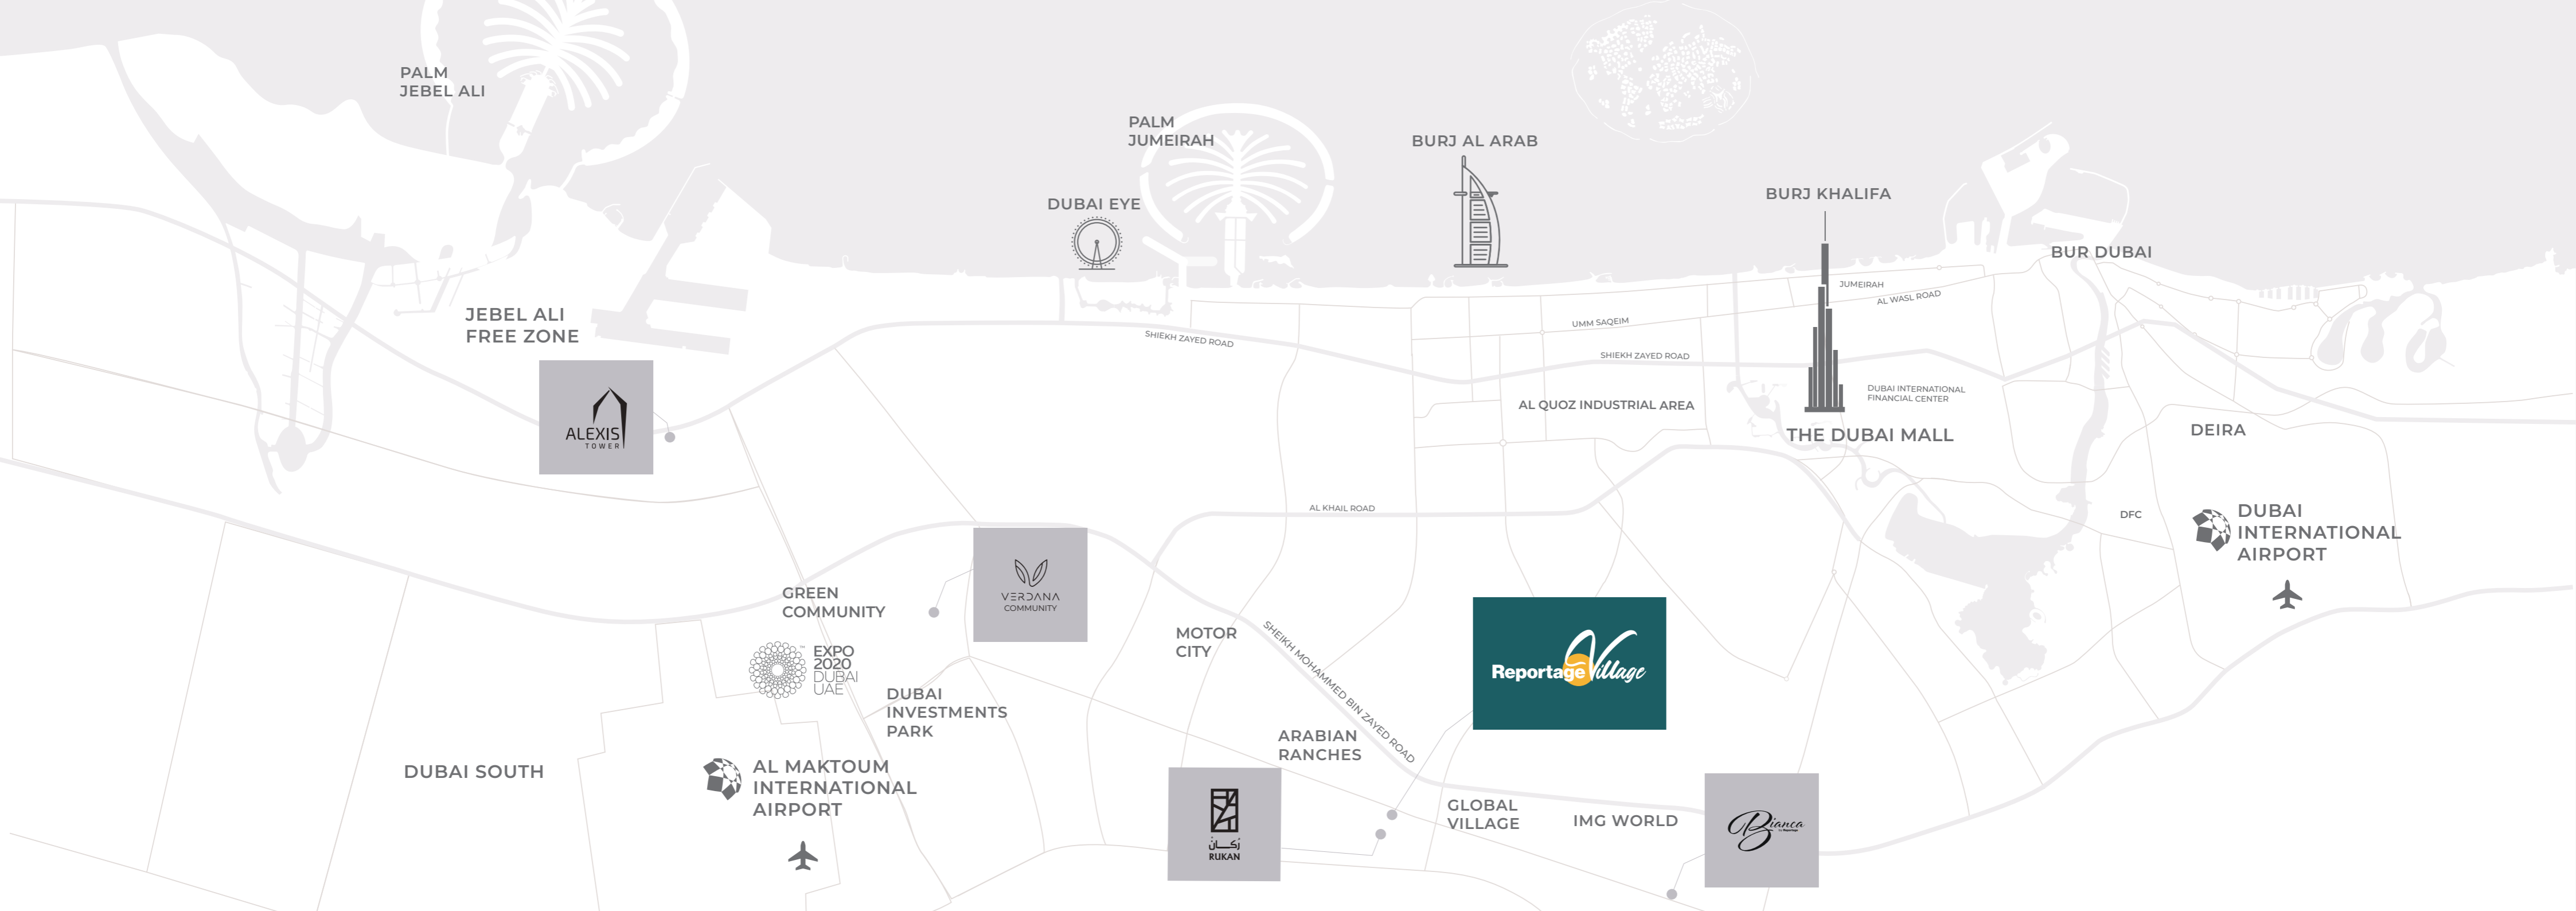 PALM
JEBEL ALI
PALM
JUMEIRAH
BURJ AL ARAB
DUBAI EYE
BURJ KHALIFA
BUR DUBAI
JUMEIRAH
AL WASL ROAD
JEBEL ALI
FREE ZONE
UMM SAQEIM
SHIEKH ZAYED ROAD
SHIEKH ZAYED ROAD
DUBAI INTERNATIONAL
FINANCIAL CENTER
AL QUOZ INDUSTRIAL AREA
ALEXIS
TOWER
THE DUBAI MALL
DEIRA
AL KHAIL ROAD
DFC
DUBAI
INTERNATIONAL
AIRPORT
GREEN
COMMUNITY
VERDANA
COMMUNITY
MOTOR
CITY
SHEIKH MOHAMMED BIN ZAYED ROAD
Reportage Village
EXPO
2020
DUBAI
UAE
DUBAI
INVESTMENTS
PARK
ARABIAN
RANCHES
DUBAI SOUTH
AL MAKTOUM
INTERNATIONAL
AIRPORT
GLOBAL
VILLAGE
IMG WORLD
رُكــان
RUKAN
Bianca
by Reportage